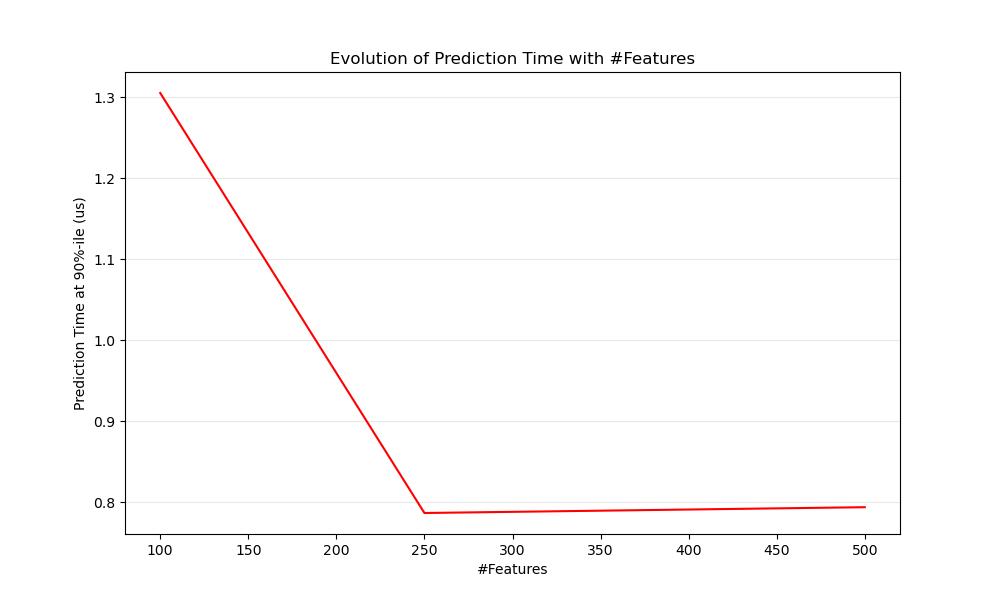 Evolution of Prediction Time with #Features
Prediction Time at 90%-ile (us)
1.3
1.2
1.1
1.0
0.9
0.8
100 150 200 250 300 350 400 450 500
#Features